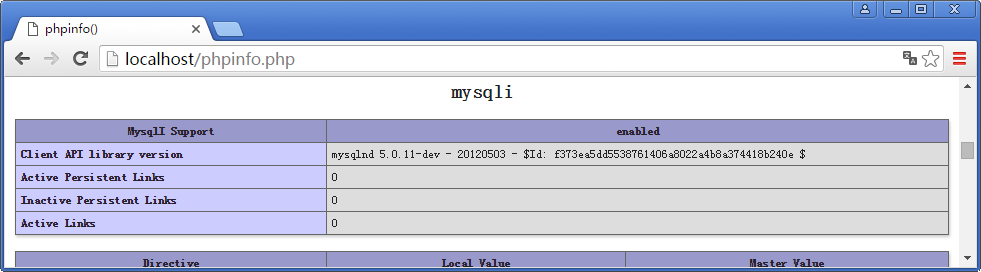 phpinfo()
localhost/phpinfo.php
mysqli
MysqlI Support enabled
Client API library version mysqlnd 5.0.11-dev - 20120503 - $Id: f373ea5dd5538761406a8022a4b8a374418b240e $
Active Persistent Links 0
Inactive Persistent Links 0
Active Links 0
Directive Local Value Master Value